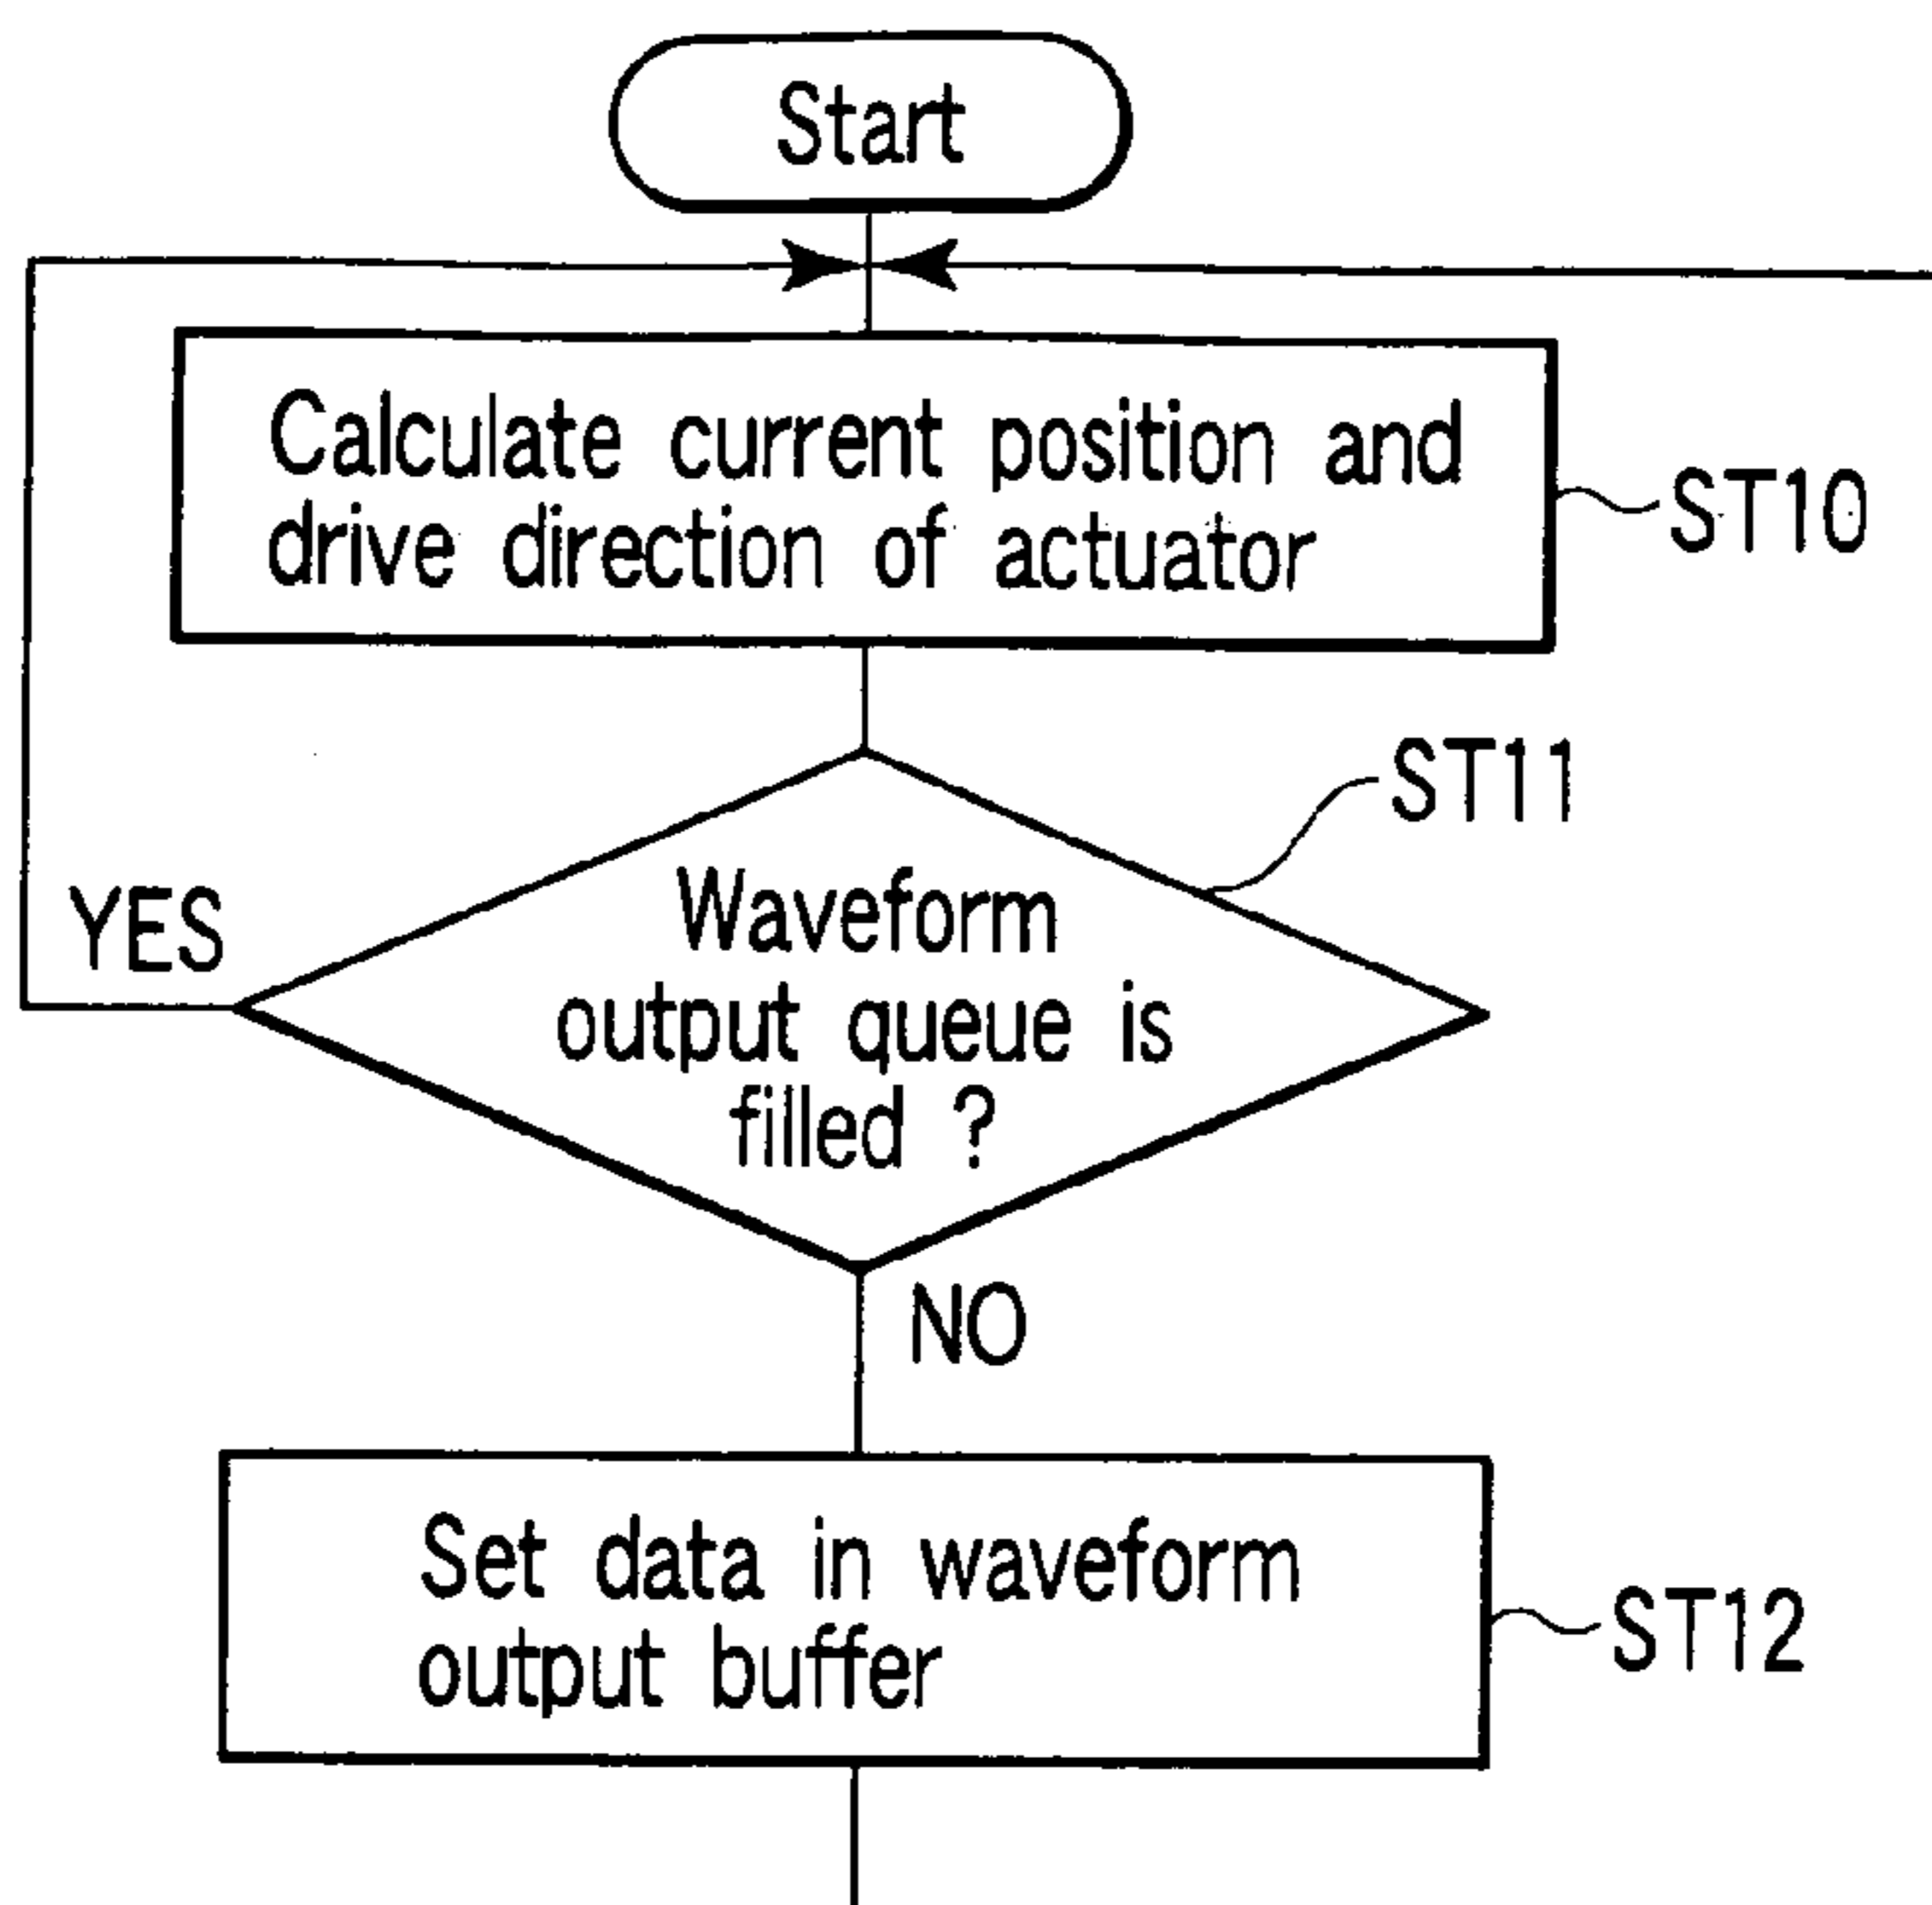 Start
Calculate current position and
drive direction of actuator
ST10
ST11
Waveform
output queue is
filled ?
YES
NO
Set data in waveform
output buffer
ST12